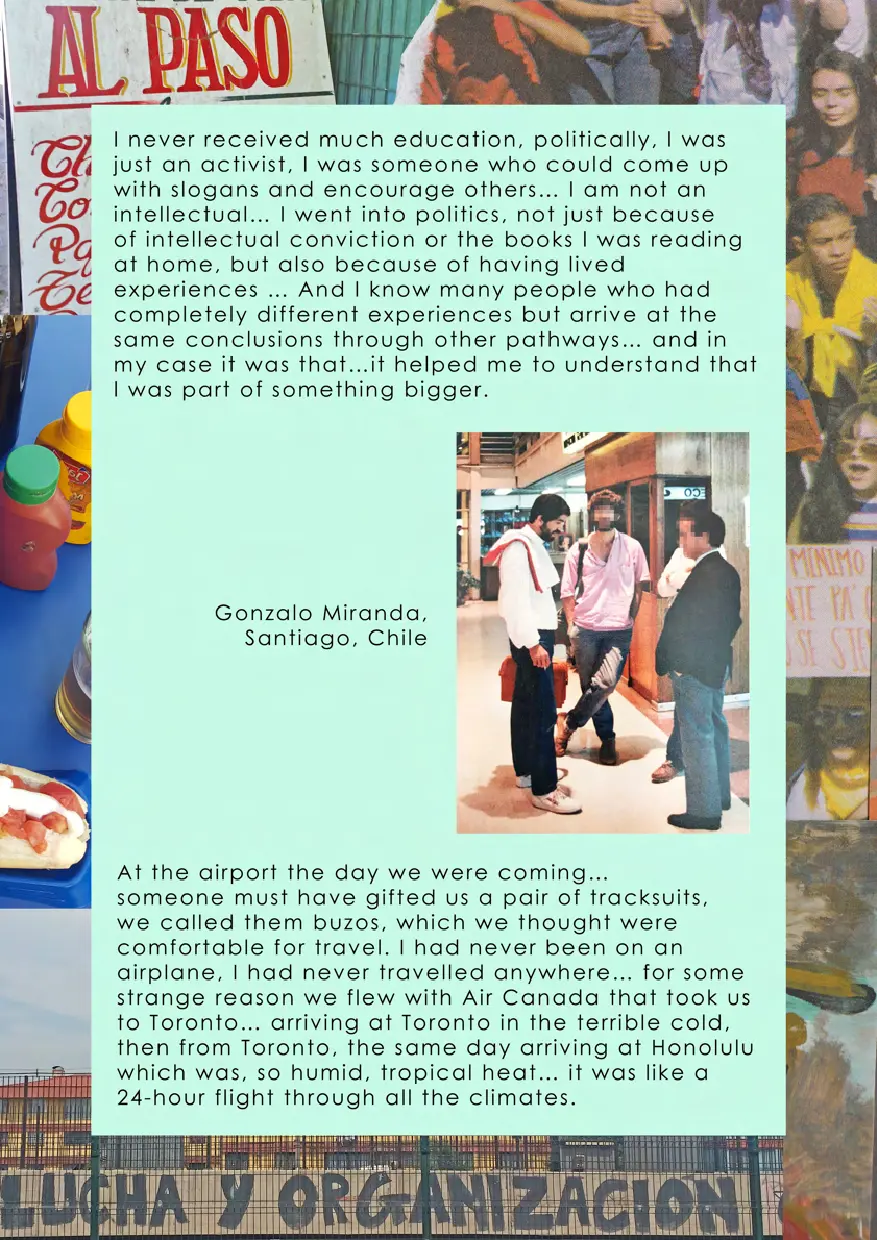 AL PASO
I never received much education, politically, I was
just an activist, I was someone who could come up
with slogans and encourage others... I am not an
intellectual... I went into politics, not just because
of intellectual conviction or the books I was reading
at home, but also because of having lived
experiences ... And I know many people who had
completely different experiences but arrive at the
same conclusions through other pathways... and in
my case it was that...it helped me to understand that
I was part of something bigger.
Gonzalo Miranda,
Santiago, Chile
MINIMO
SE
At the airport the day we were coming...
someone must have gifted us a pair of tracksuits,
we called them buzos, which we thought were
comfortable for travel. I had never been on an
airplane, I had never travelled anywhere... for some
strange reason we flew with Air Canada that took us
to Toronto... arriving at Toronto in the terrible cold,
then from Toronto, the same day arriving at Honolulu
which was, so humid, tropical heat... it was like a
24-hour flight through all the climates.
LUCHA Y ORGANIZACION